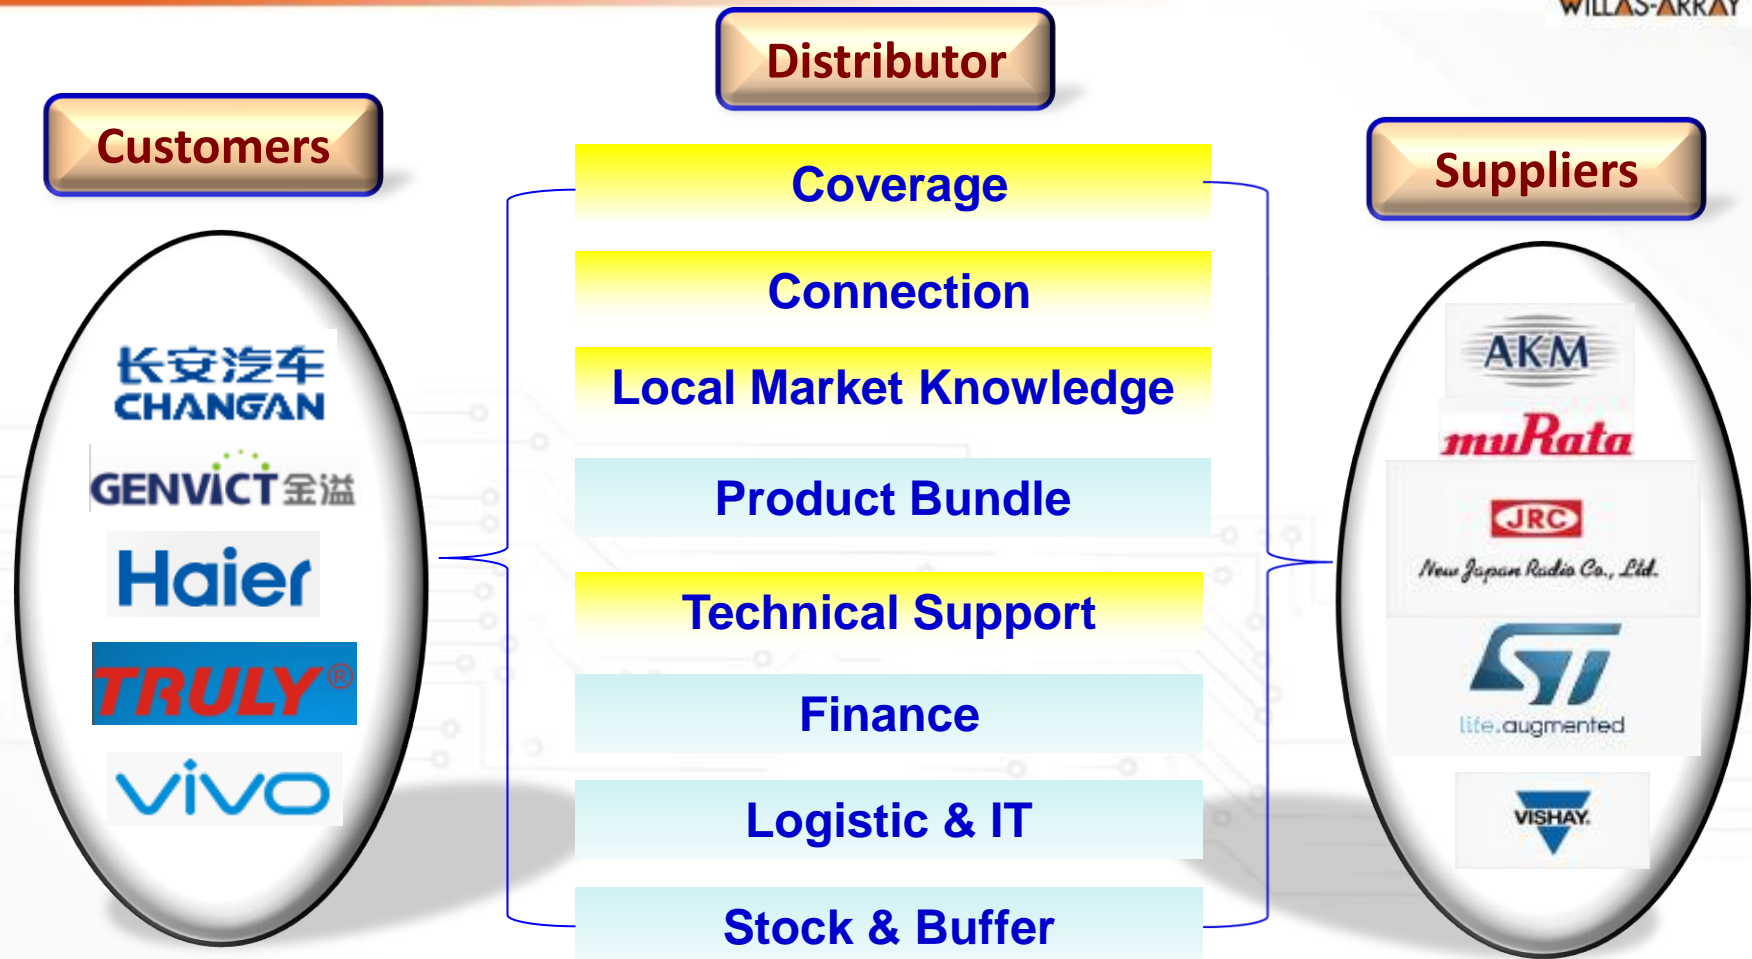 WILLAS-ARRAY
Distributor
Customers
Suppliers
Coverage
Connection
Local Market Knowledge
Product Bundle
Technical Support
Finance
Logistic & IT
Stock & Buffer
长安汽车
CHANGAN
GENVICT 金溢
Haier
TRULY®
vivo
AKM
muRata
JRC
New Japan Radio Co., Ltd.
ST
life.augmented
VISHAY.